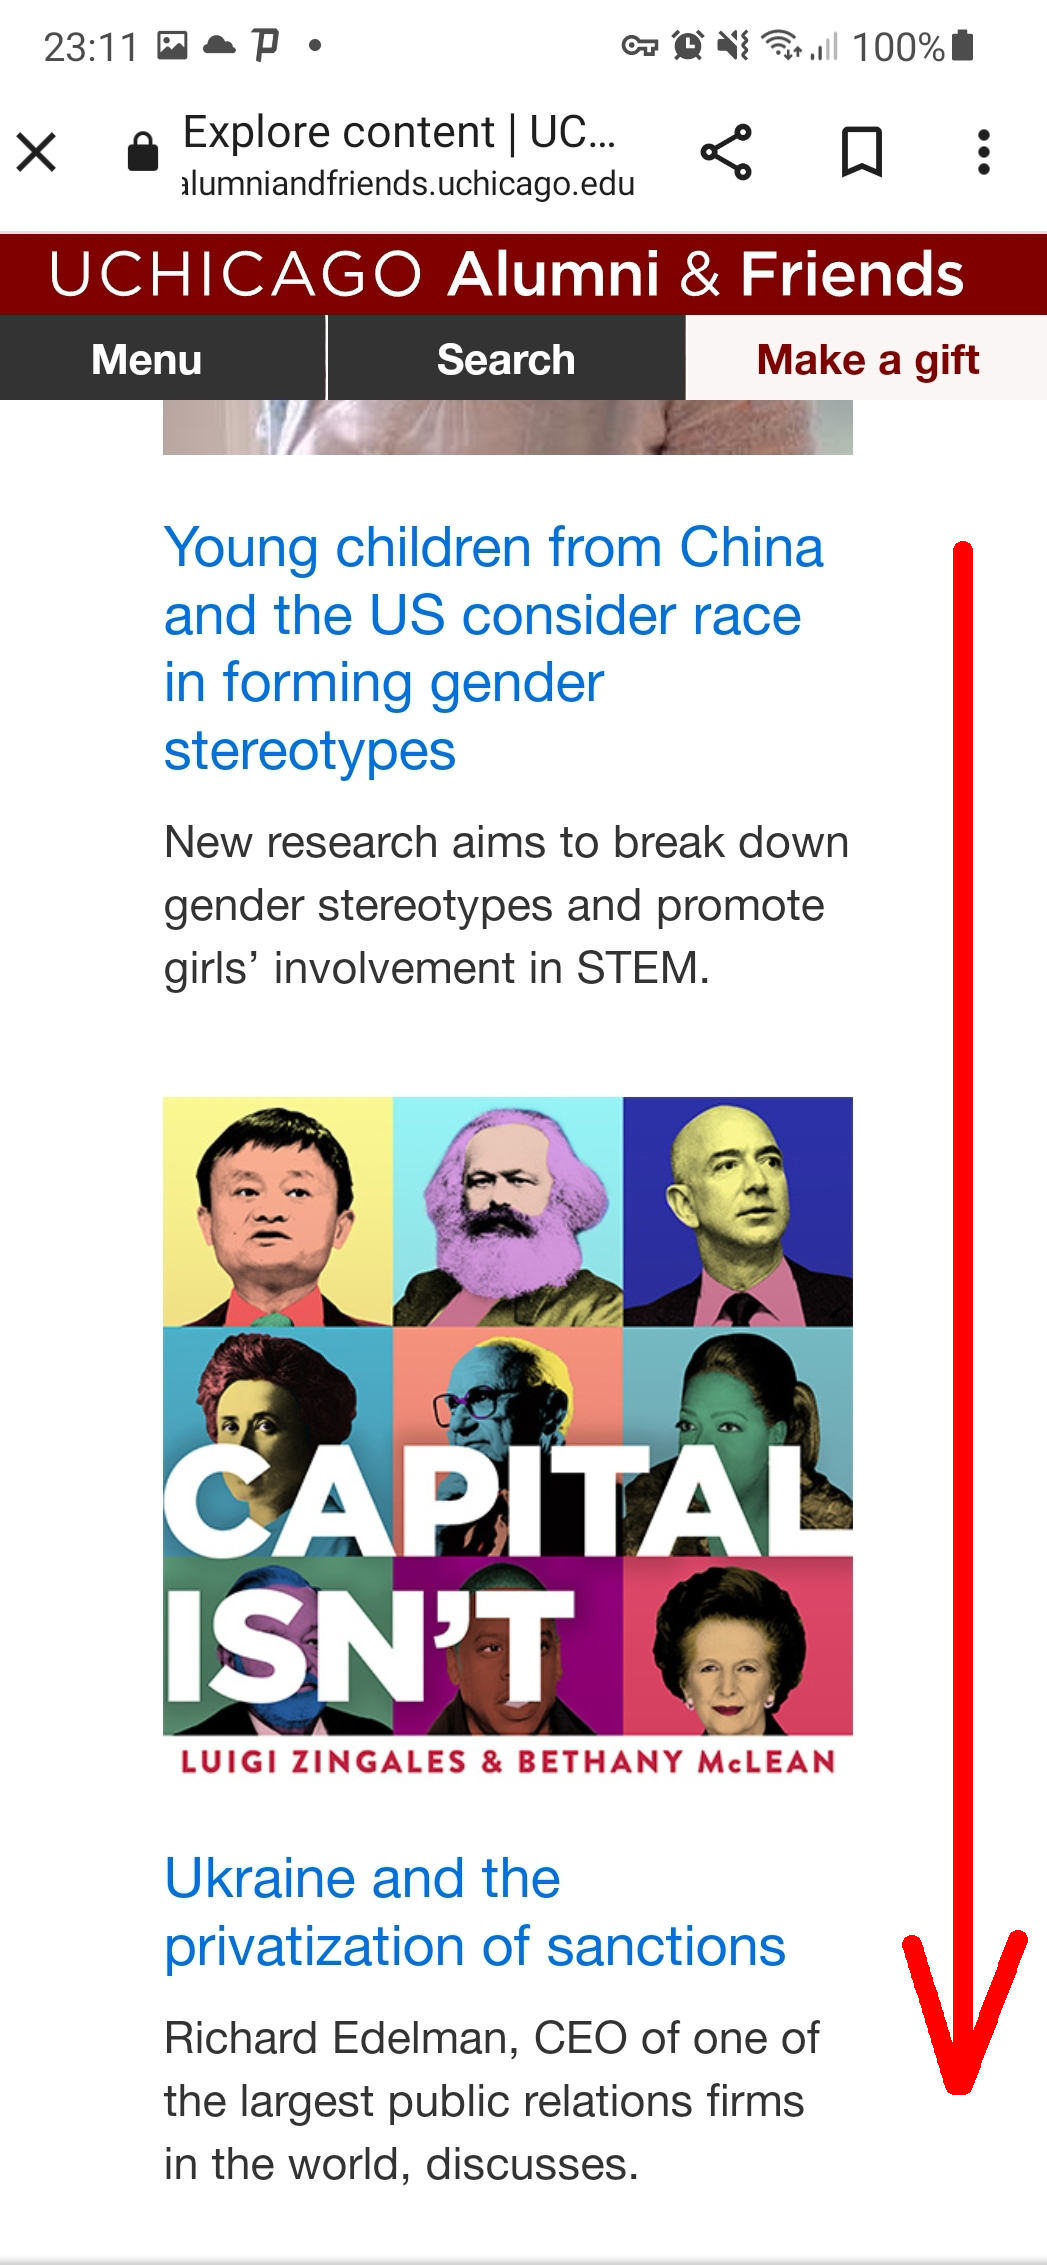 23:11 100%
Explore content | UC...
alumniandfriends.uchicago.edu
UCHICAGO Alumni & Friends
Menu Search Make a gift
Young children from China
and the US consider race
in forming gender
stereotypes
New research aims to break down
gender stereotypes and promote
girls’ involvement in STEM.
CAPITAL
ISN’T
LUIGI ZINGALES & BETHANY McLEAN
Ukraine and the
privatization of sanctions
Richard Edelman, CEO of one of
the largest public relations firms
in the world, discusses.